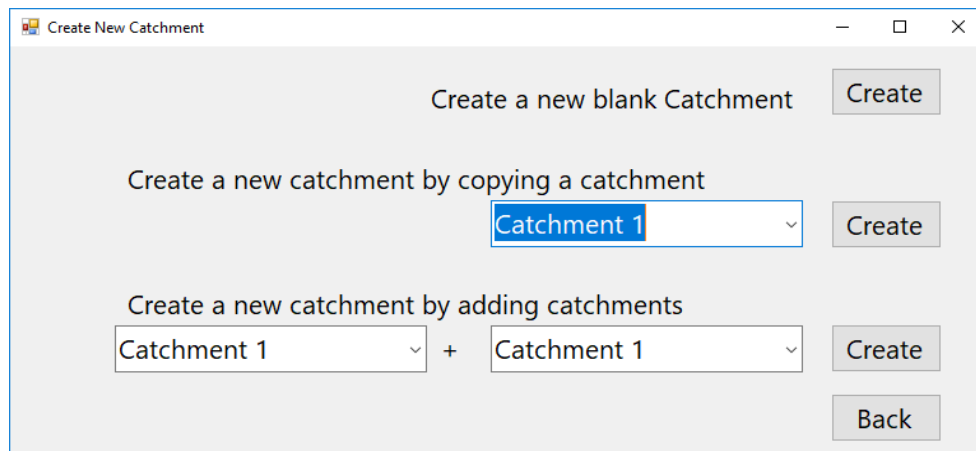 Create New Catchment
Create a new blank Catchment Create
Create a new catchment by copying a catchment
Catchment 1 Create
Create a new catchment by adding catchments
Catchment 1 + Catchment 1 Create
Back